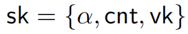 sk = {α, cnt, vk}